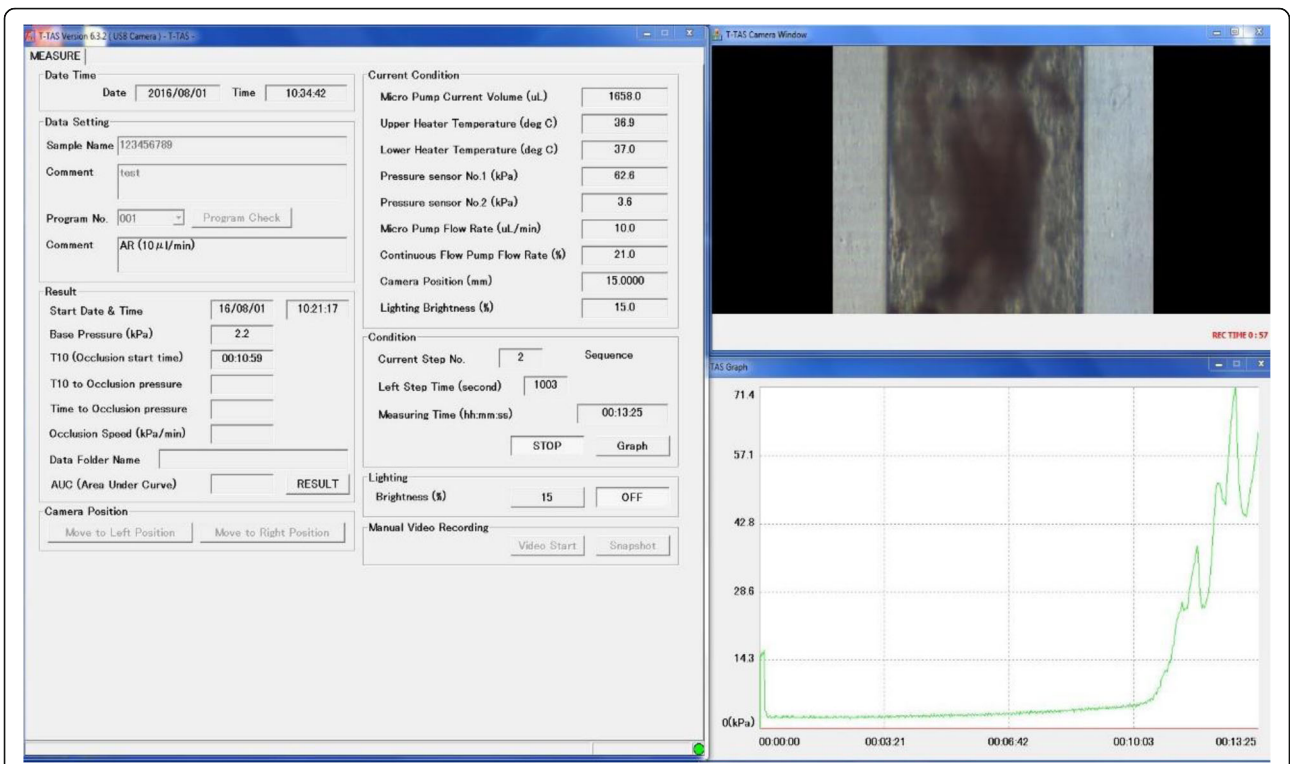 T-TAS Version 6.3.2 ( USB Camera ) - T-TAS -
MEASURE
Date Time
Date 2016/08/01 Time 10:34:42
Data Setting
Sample Name 123456789
Comment test
Program No. 001 Program Check
Comment AR (10μl/min)
Result
Start Date & Time 16/08/01 10:21:17
Base Pressure (kPa) 2.2
T10 (Occlusion start time) 00:10:59
T10 to Occlusion pressure
Time to Occlusion pressure
Occlusion Speed (kPa/min)
Data Folder Name
AUC (Area Under Curve) RESULT
Camera Position
Move to Left Position Move to Right Position
Current Condition
Micro Pump Current Volume (uL) 1658.0
Upper Heater Temperature (deg C) 36.9
Lower Heater Temperature (deg C) 37.0
Pressure sensor No.1 (kPa) 62.6
Pressure sensor No.2 (kPa) 3.6
Micro Pump Flow Rate (uL/min) 10.0
Continuous Flow Pump Flow Rate (%) 21.0
Camera Position (mm) 15.0000
Lighting Brightness (%) 15.0
Condition
Current Step No. 2 Sequence
Left Step Time (second) 1003
Measuring Time (hh:mm:ss) 00:13:25
STOP Graph
Lighting
Brightness (%) 15 OFF
Manual Video Recording
Video Start Snapshot
T-TAS Camera Window
REC TIME 0 : 57
TAS Graph
71.4
57.1
42.8
28.6
14.3
0(kPa)
00:00:00 00:03:21 00:06:42 00:10:03 00:13:25